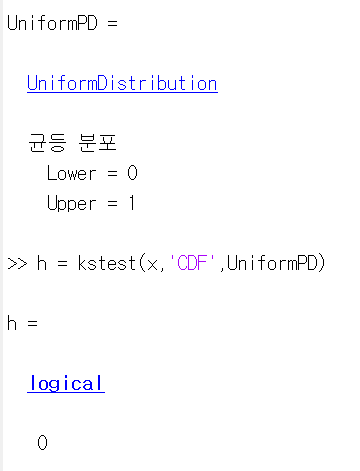 UniformPD =
UniformDistribution
균등 분포
Lower = 0
Upper = 1
>> h = kstest(x,'CDF',UniformPD)
h =
logical
0